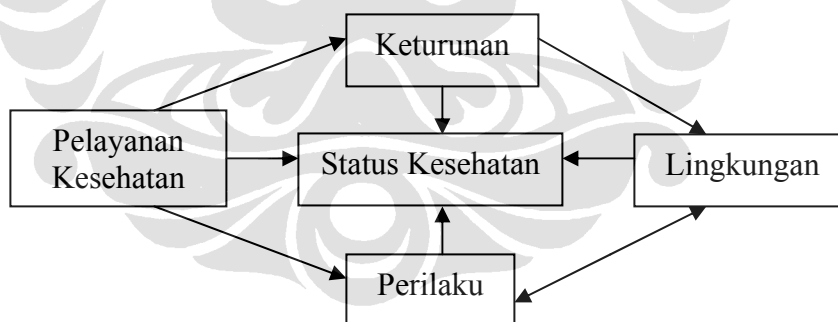 Keturunan
Pelayanan
Kesehatan
Status Kesehatan
Lingkungan
Perilaku